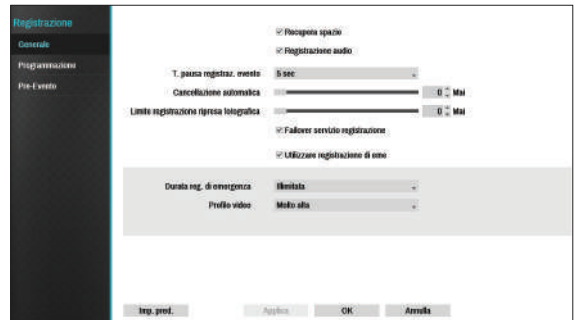 Registrazione
Generale
Programmazione
Pre-Evento
Recupera spazio
Registrazione audio
T. pausa registraz. evento 5 sec
Cancellazione automatica 0 Mai
Limite registrazione ripresa fotografica 0 Mai
Failover servizio registrazione
Utilizzare registrazione di eme
Durata reg. di emergenza Illimitata
Profilo video Molto alta
Imp. pred. Applica OK Annulla